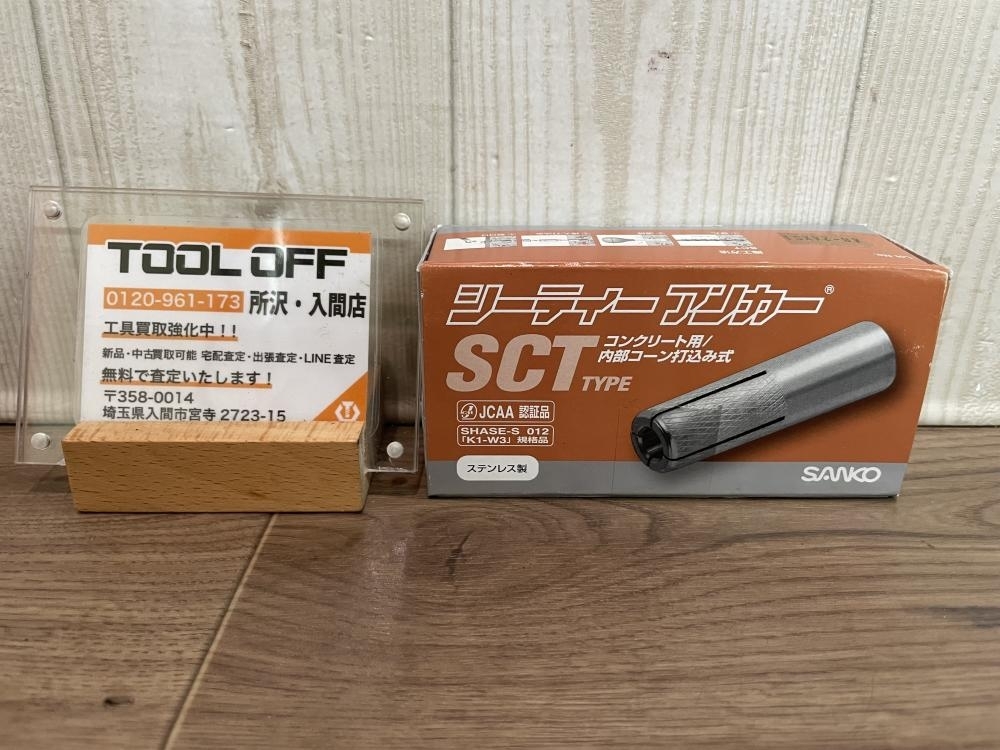 TOOL OFF
0120-961-173 所沢・入間店
工具買取強化中！！
新品・中古買取可能 宅配査定・出張査定・LINE査定
無料で査定いたします！
〒358-0014
埼玉県入間市宮寺 2723-15
シーティーアンカー®
SCT TYPE
コンクリート用/
内部コーン打込み式
JCAA 認証品
SHASE-S 012
「K1-W3」規格品
ステンレス製
SANKO